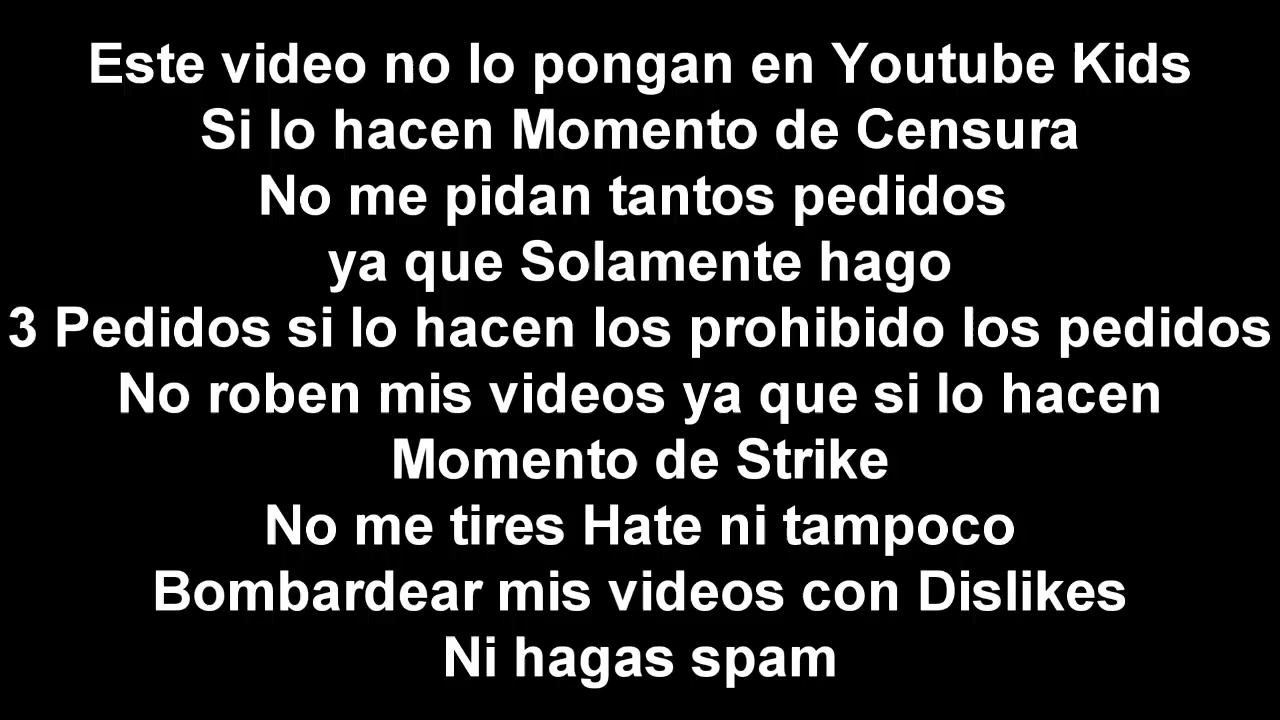 Este video no lo pongan en Youtube Kids
Si lo hacen Momento de Censura
No me pidan tantos pedidos
ya que Solamente hago
3 Pedidos si lo hacen los prohibido los pedidos
No roben mis videos ya que si lo hacen
Momento de Strike
No me tires Hate ni tampoco
Bombardear mis videos con Dislikes
Ni hagas spam